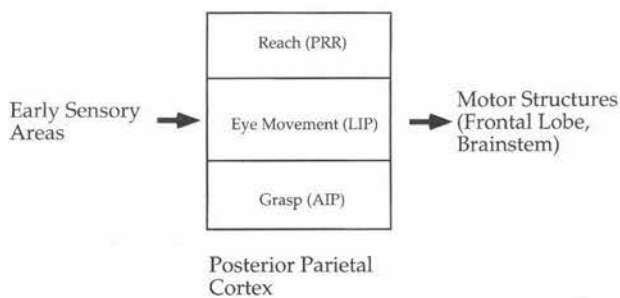 Reach (PRR)
Early Sensory
Areas
Eye Movement (LIP)
Motor Structures
(Frontal Lobe,
Brainstem)
Grasp (AIP)
Posterior Parietal
Cortex